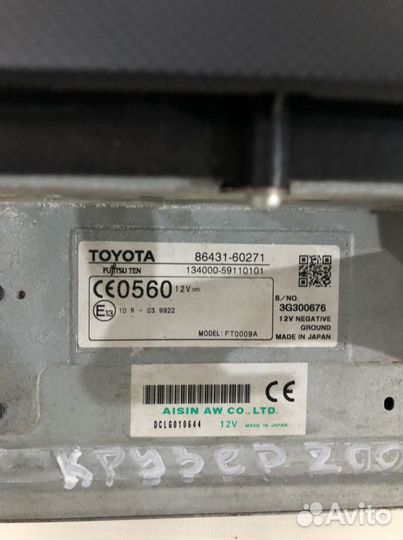 TOYOTA 86431-60271
FUJITSU TEN 134000-59110101
CE0560 12V
S/NO.
3G300676
E13 10 R - 03 9922
12V NEGATIVE
GROUND
MODEL: FT0009A MADE IN JAPAN
CE
AISIN AW CO., LTD.
DCLG010644 12V MADE IN JAPAN
КРУЗЕР 200
Avito